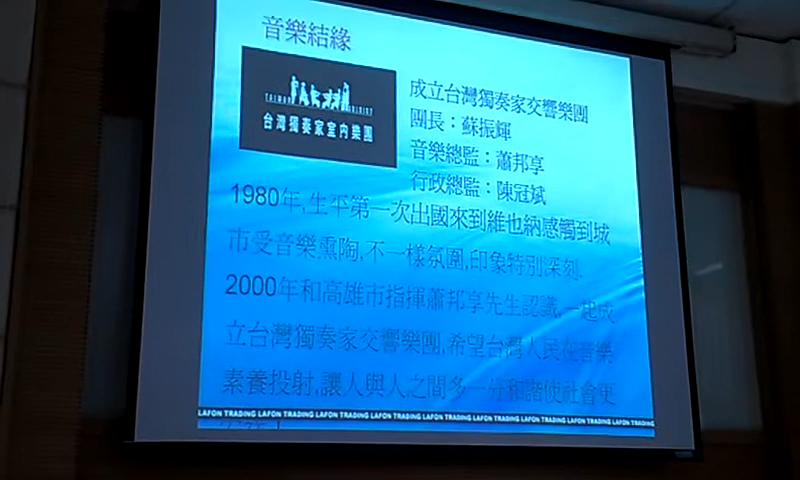 音樂結緣
TAIWAN SOLOIST
台灣獨奏家室內樂團
成立台灣獨奏家交響樂團
團長：蘇振輝
音樂總監：蕭邦享
行政總監：陳冠斌
1980年,生平第一次出國來到維也納感觸到城
市受音樂熏陶,不一樣氛圍,印象特別深刻.
2000年和高雄市指揮蕭邦享先生認識,一起成
立台灣獨奏家交響樂團,希望台灣人民在音樂
素養投射,讓人與人之間多一分和諧使社會更
LAFON TRADING LAFON TRADING LAFON TRADING LAFON TRADING LAFON TRADING LAFON TRADING LAFON TRADING LAFON TRADING